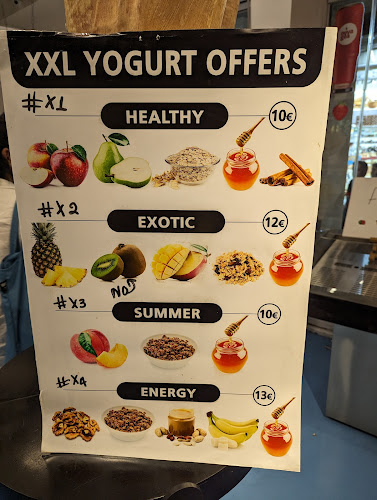 XXL YOGURT OFFERS
#X1
HEALTHY 10€
#X2
EXOTIC 12€
NO
#X3
SUMMER 10€
#X4
ENERGY 13€